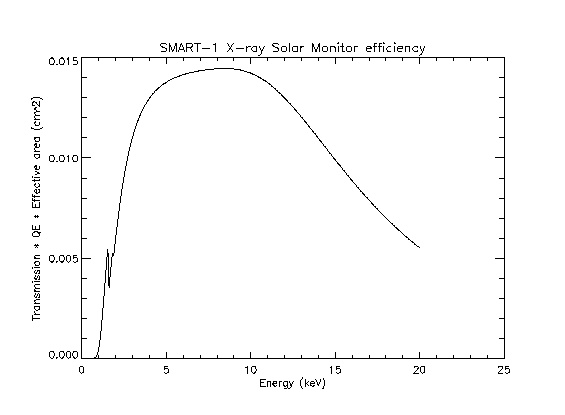 SMART-1 X-ray Solar Monitor efficiency
0.015
0.010
0.005
0.000
Transmission * QE * Effective area (cm^2)
0 5 10 15 20 25
Energy (keV)